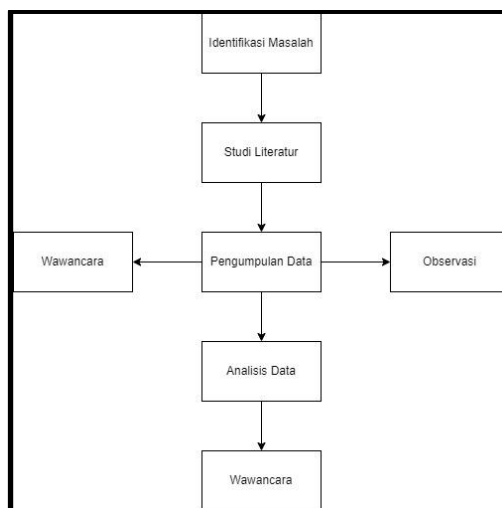 Identifikasi Masalah
Studi Literatur
Wawancara
Pengumpulan Data
Observasi
Analisis Data
Wawancara